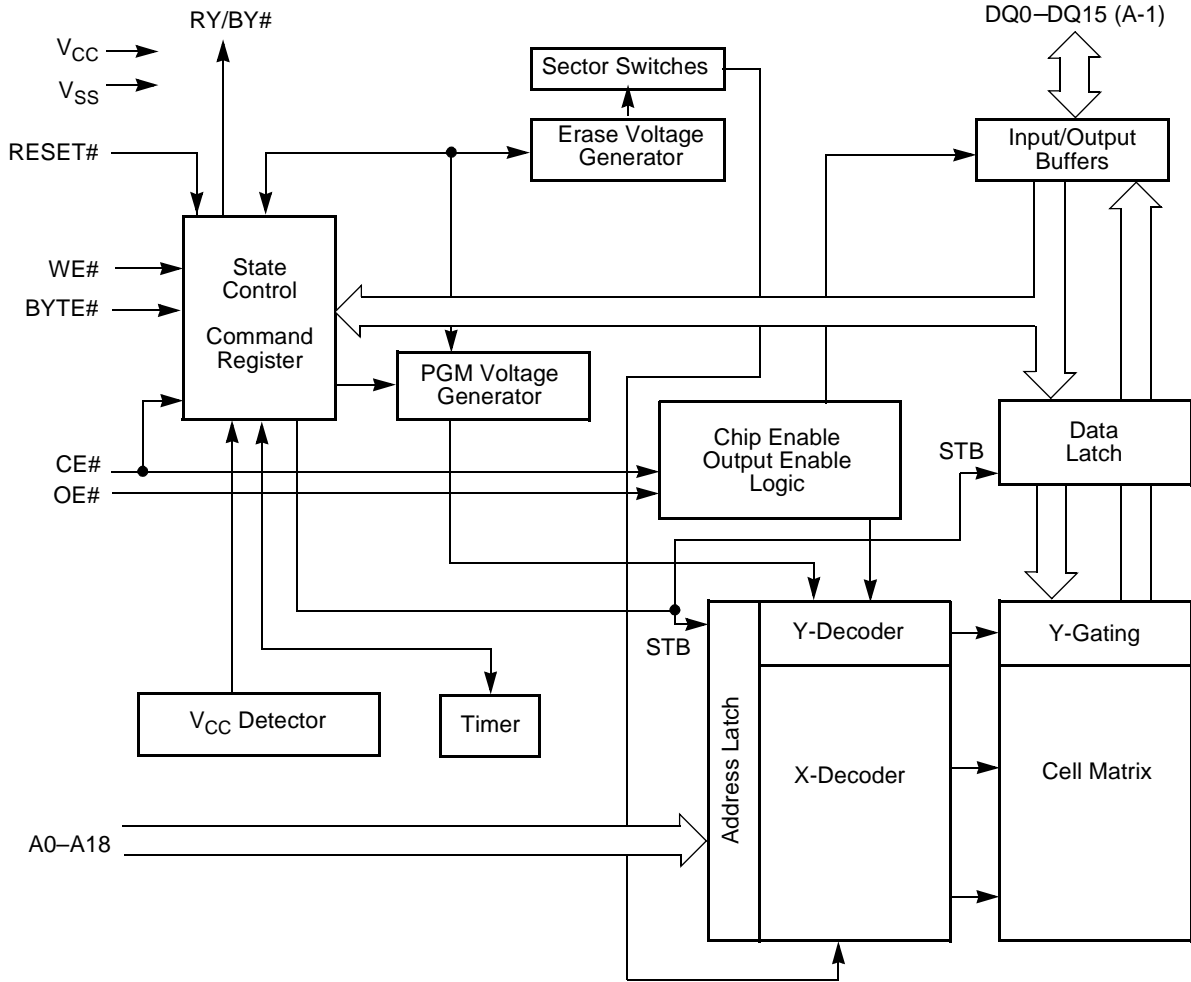 RY/BY#
DQ0–DQ15 (A-1)
VCC
VSS
Sector Switches
RESET#
Erase Voltage
Generator
Input/Output
Buffers
WE#
BYTE#
State
Control
Command
Register
PGM Voltage
Generator
Chip Enable
Output Enable
Logic
STB
Data
Latch
CE#
OE#
STB
Y-Decoder
Y-Gating
VCC Detector
Timer
Address Latch
X-Decoder
Cell Matrix
A0–A18